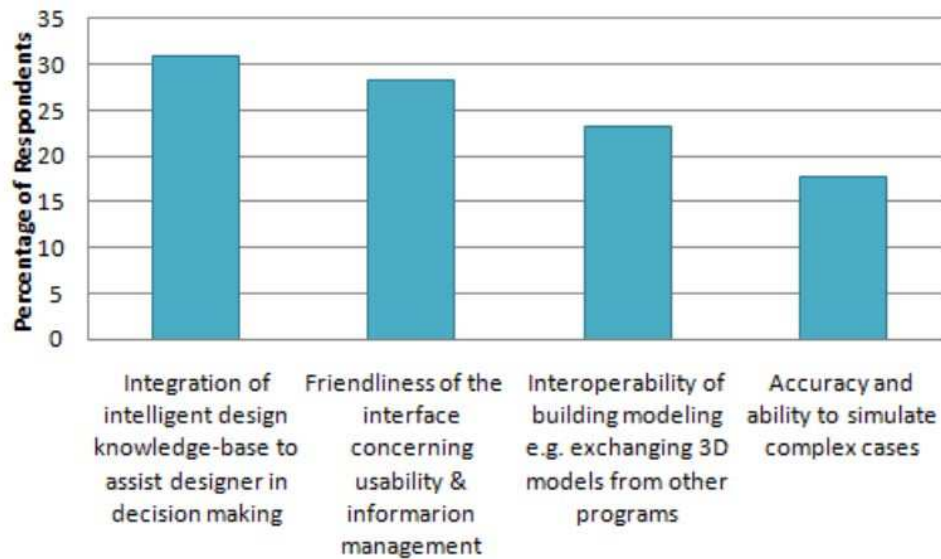 Percentage of Respondents
35
30
25
20
15
10
5
0
Integration of
intelligent design
knowledge-base to
assist designer in
decision making
Friendliness of the
interface
concerning
usability &
informarion
management
Interoperability of
building modeling
e.g. exchanging 3D
models from other
programs
Accuracy and
ability to simulate
complex cases